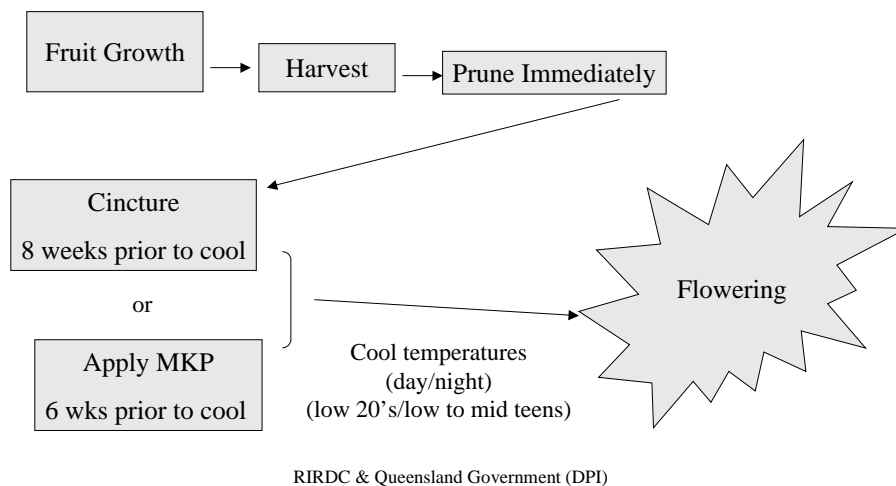 Fruit Growth
Harvest
Prune Immediately
Cincture
8 weeks prior to cool
or
Apply MKP
6 wks prior to cool
Cool temperatures
(day/night)
(low 20’s/low to mid teens)
Flowering
RIRDC & Queensland Government (DPI)